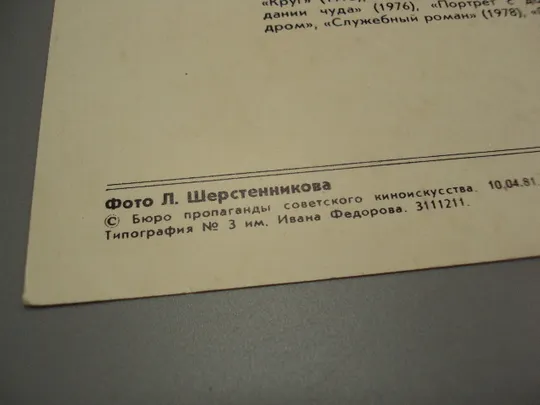 «Круг»
дании чуда» (1976), «Портрет с
дром», «Служебный роман» (1978),
Фото Л. Шерстенникова
© Бюро пропаганды советского киноискусства. 10.04.81.
Типография № 3 им. Ивана Федорова. 3111211.